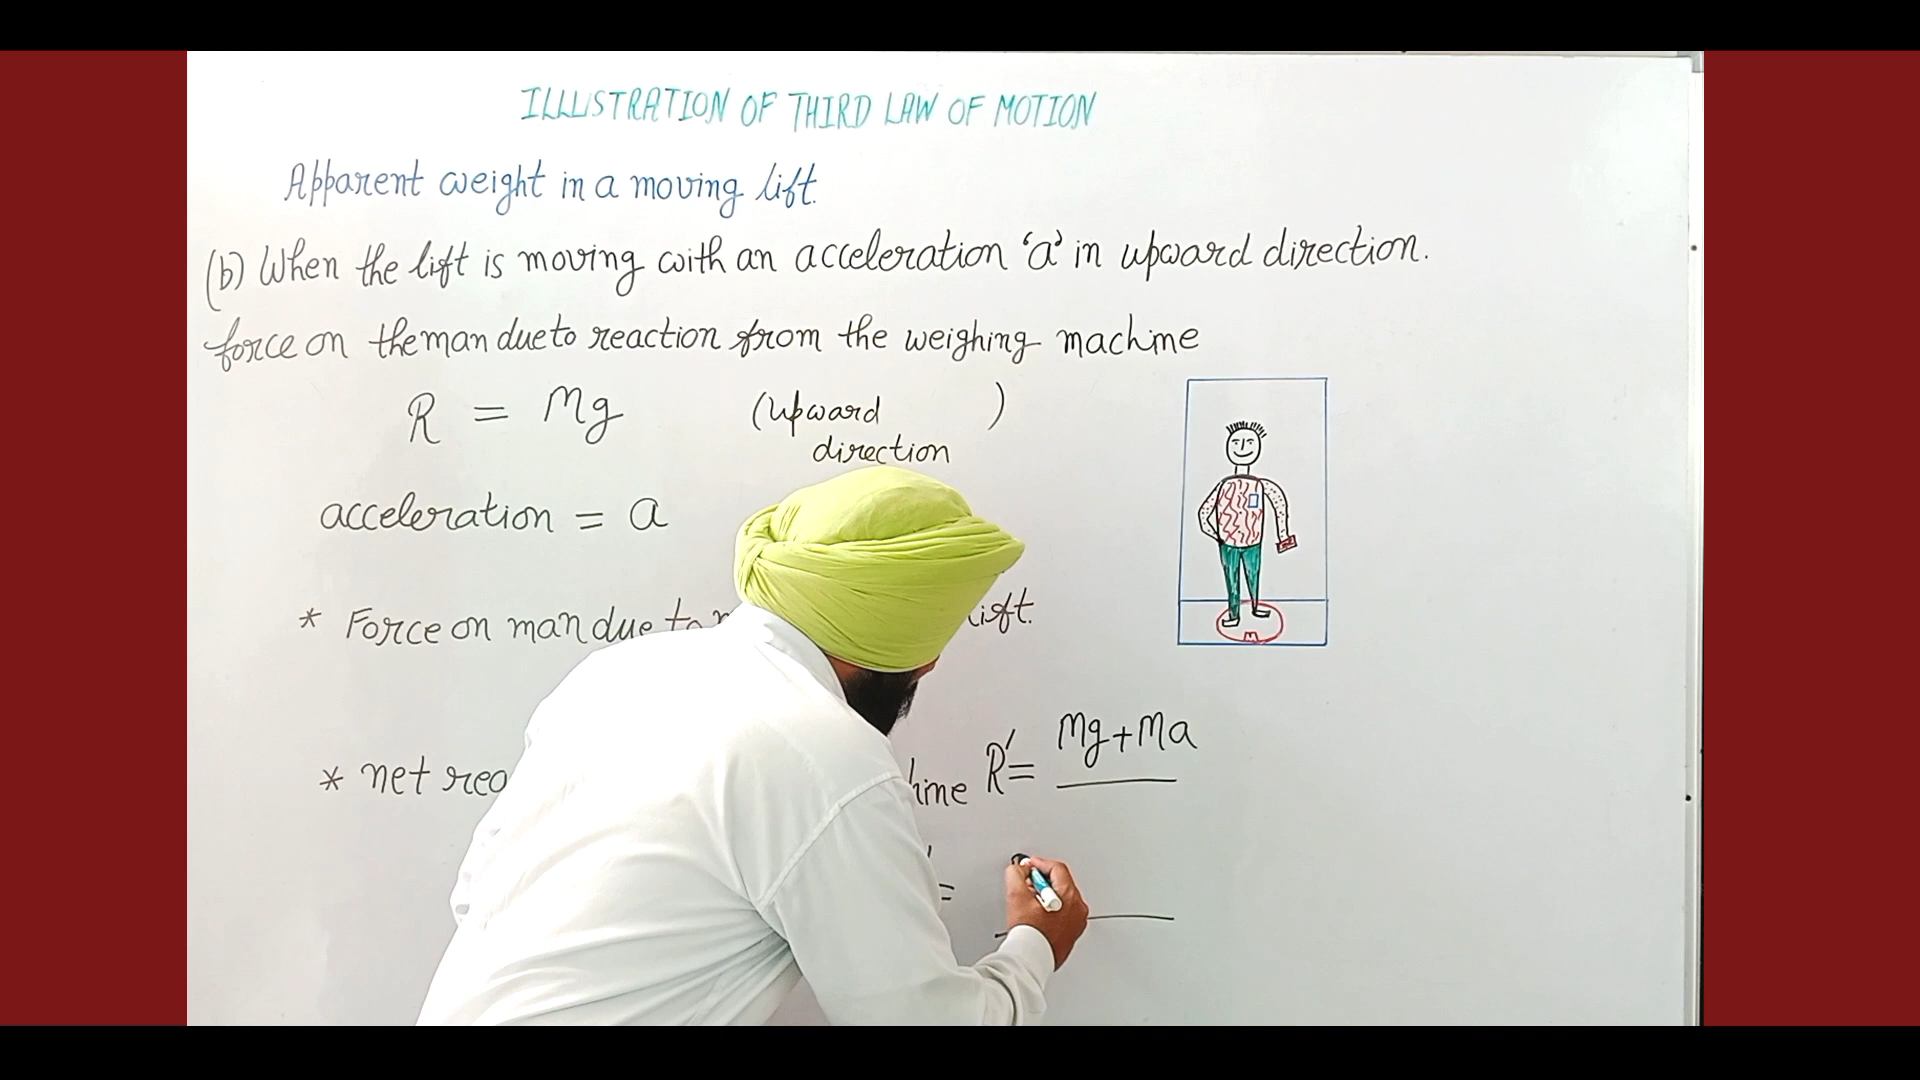 ILLUSTRATION OF THIRD LAW OF MOTION
Apparent weight in a moving lift.
(b) When the lift is moving with an acceleration 'a' in upward direction.
force on the man due to reaction from the weighing machine
R = Mg (upward direction)
acceleration = a
* Force on man due to lift.
* net R' = Mg+Ma
=
m